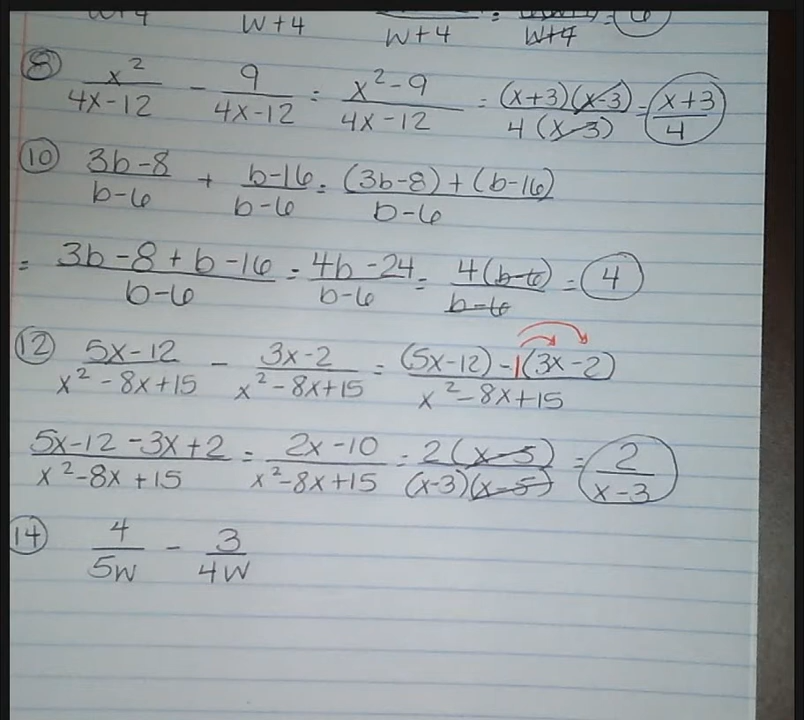 W+4 W+4
(8) x²/(4x-12) - 9/(4x-12) = (x²-9)/(4x-12) = (x+3)(x-3)/4(x-3) = (x+3)/4
(10) (3b-8)/(b-6) + (b-16)/(b-6) = ((3b-8)+(b-16))/(b-6)
= (3b-8+b-16)/(b-6) = (4b-24)/(b-6) = 4(b-6)/(b-6) = 4
(12) (5x-12)/(x²-8x+15) - (3x-2)/(x²-8x+15) = ((5x-12)-1(3x-2))/(x²-8x+15)
(5x-12-3x+2)/(x²-8x+15) = (2x-10)/(x²-8x+15) = 2(x-5)/(x-3)(x-5) = 2/(x-3)
(14) 4/5W - 3/4W